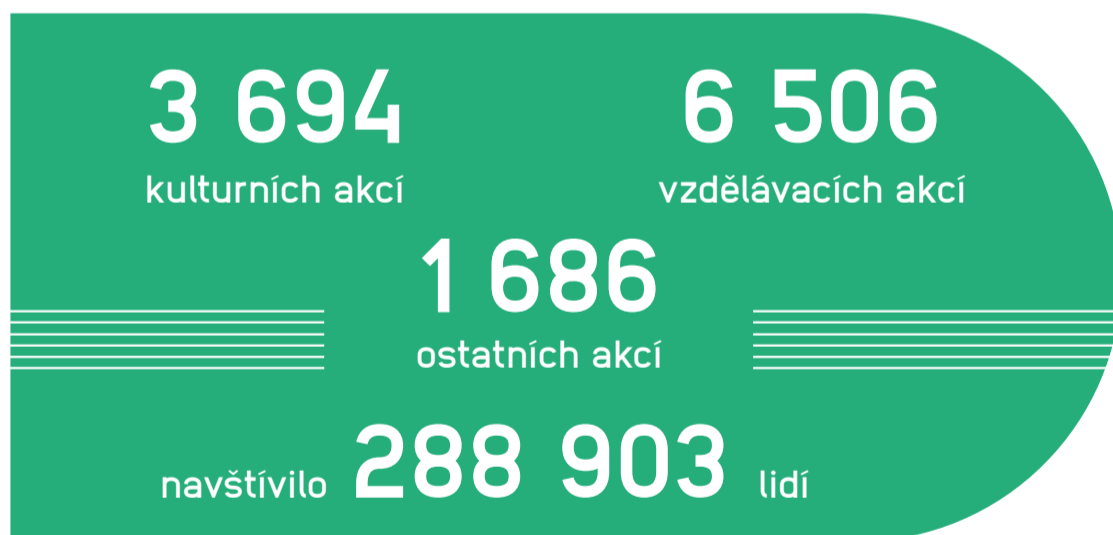 3 694 6 506
kulturních akcí vzdělávacích akcí
1 686
ostatních akcí
navštívilo 288 903 lidí